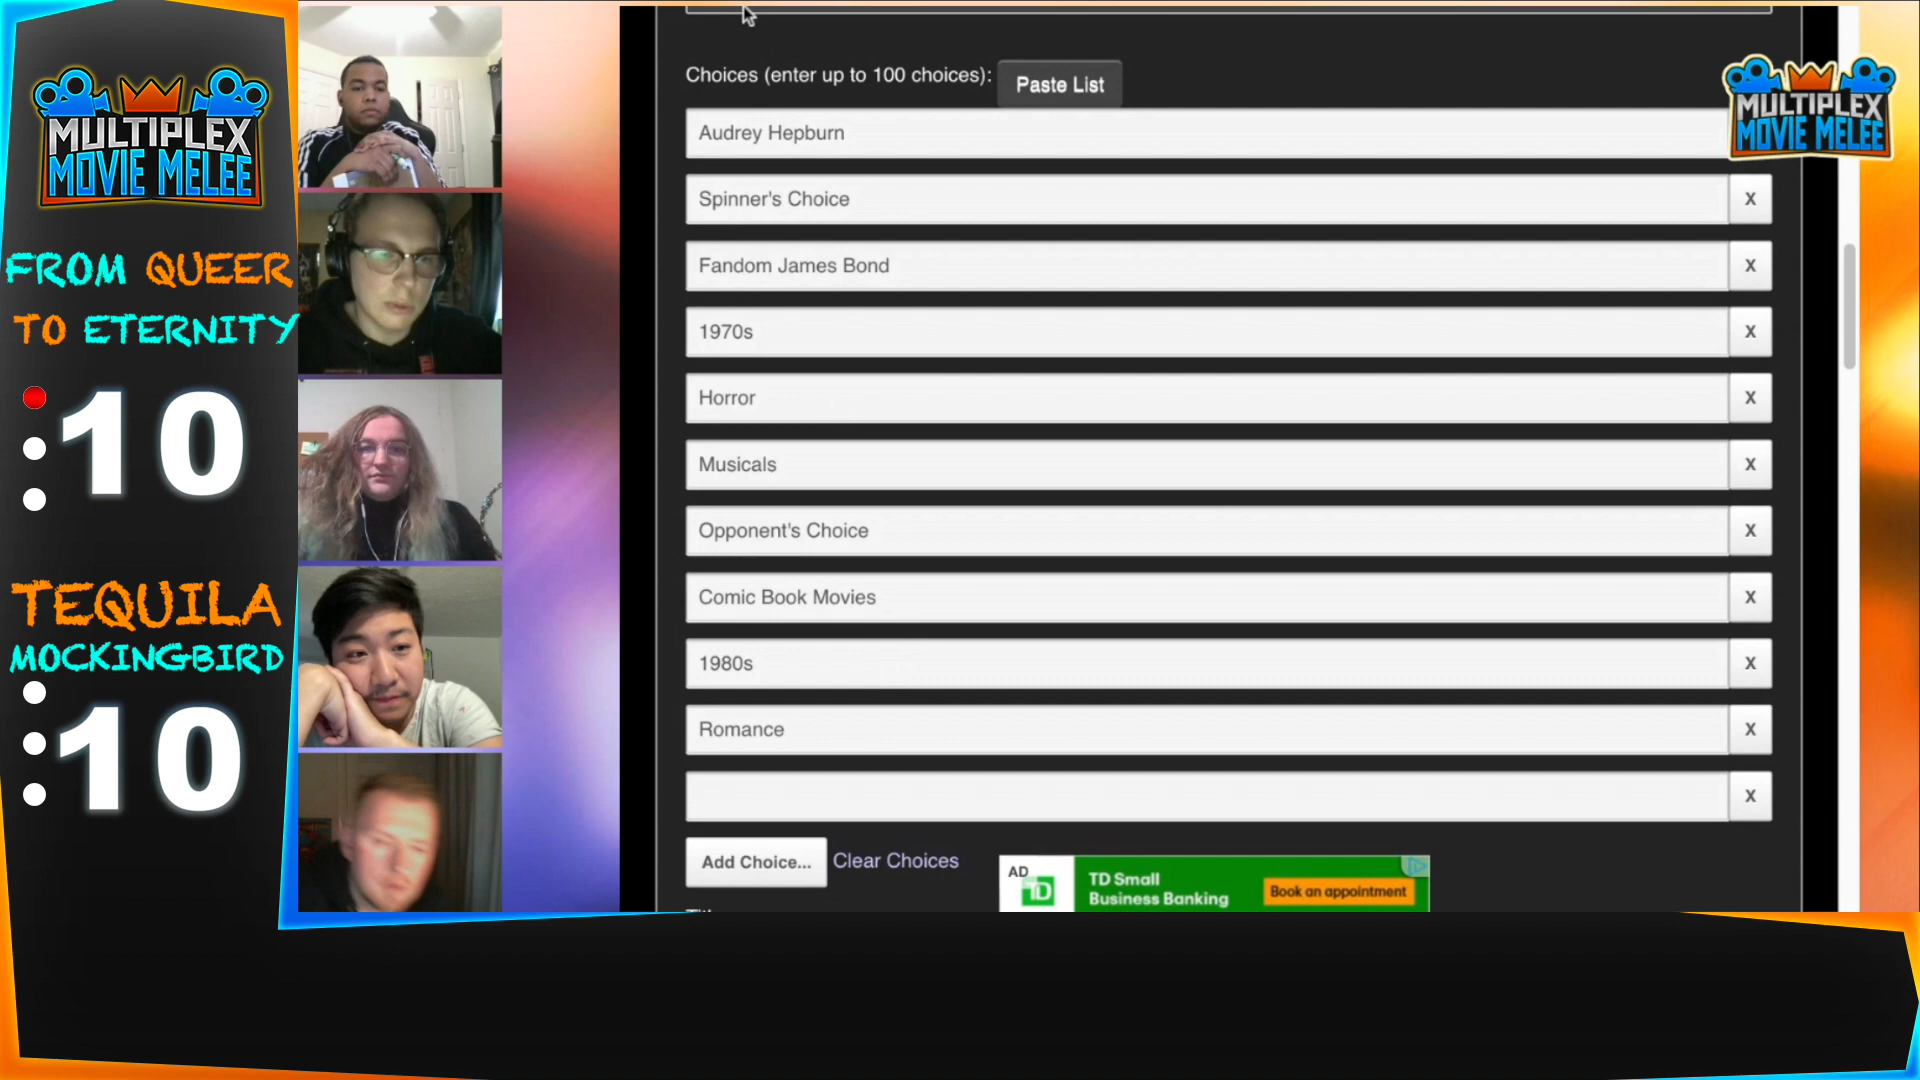 MULTIPLEX
MOVIE MELEE
FROM QUEER
TO ETERNITY
10
TEQUILA
MOCKINGBIRD
10
Choices (enter up to 100 choices):
Paste List
Audrey Hepburn
Spinner's Choice
X
Fandom James Bond
X
1970s
X
Horror
X
Musicals
X
Opponent's Choice
X
Comic Book Movies
X
1980s
X
Romance
X
X
Add Choice...
Clear Choices
AD
TD
TD Small
Business Banking
Book an appointment
MULTIPLEX
MOVIE MELEE